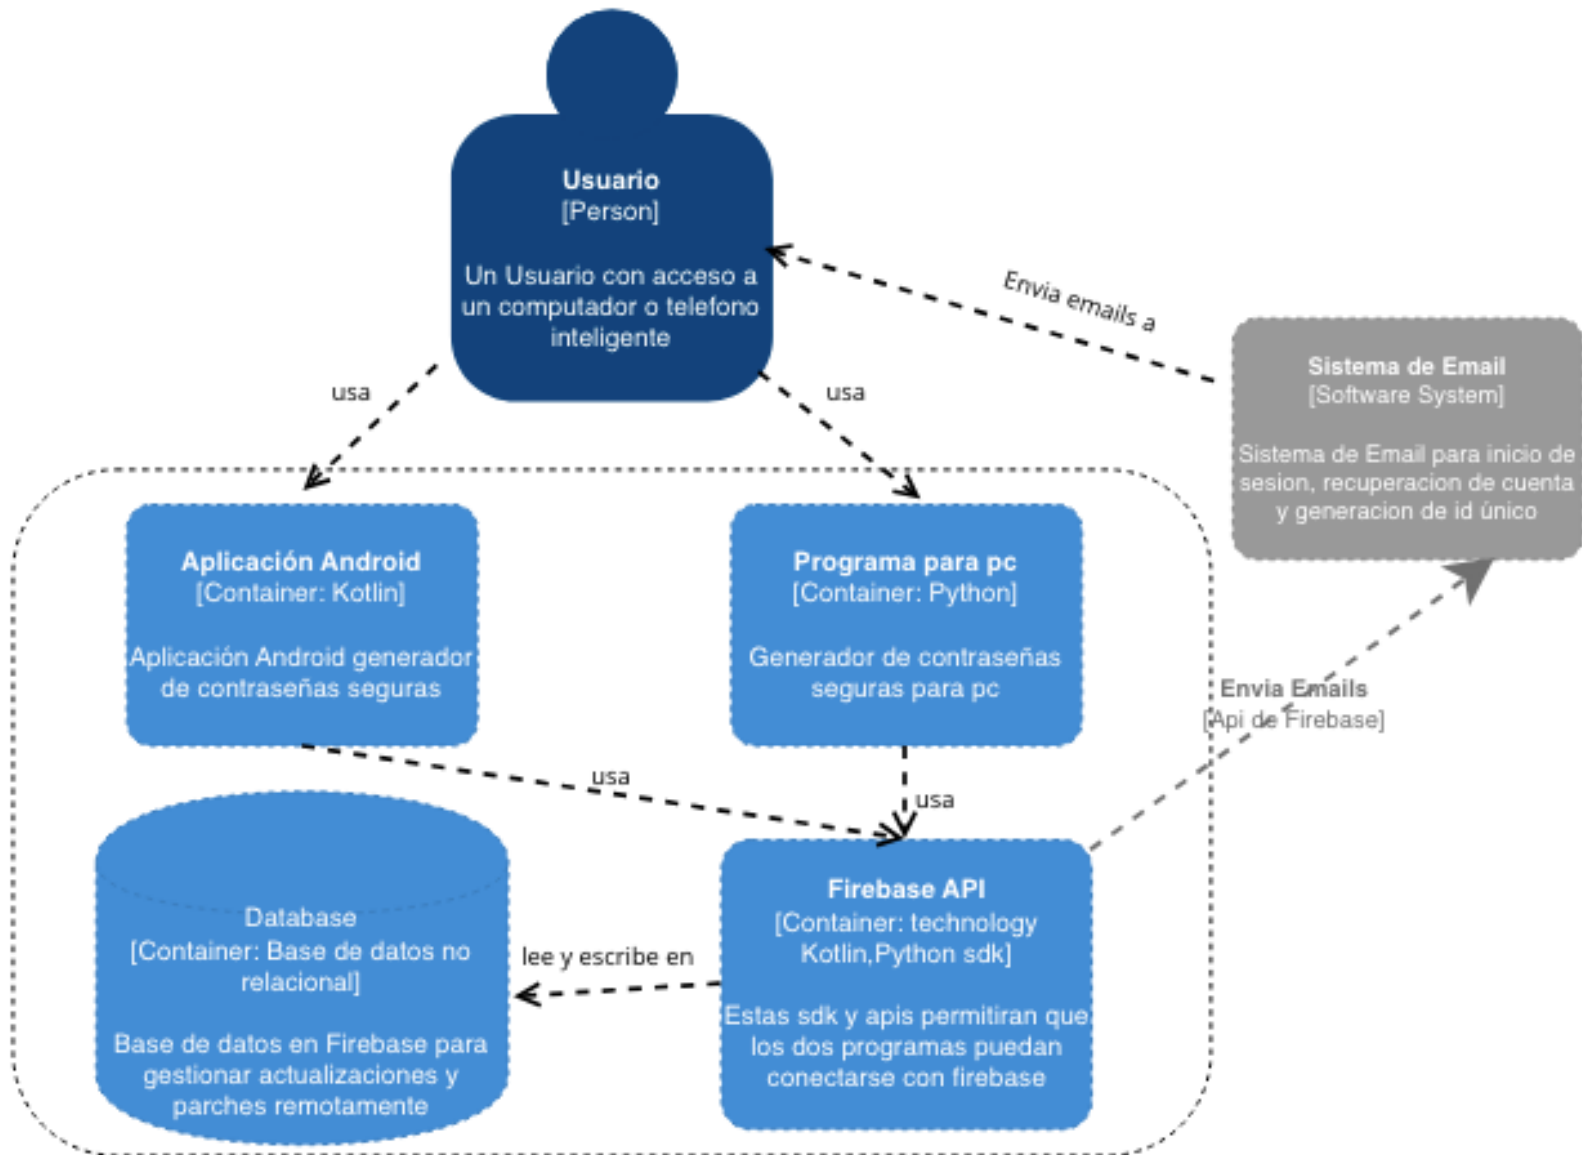 Usuario
[Person]
Un Usuario con acceso a
un computador o telefono
inteligente
Envia emails a
Sistema de Email
[Software System]
Sistema de Email para inicio de
sesion, recuperacion de cuenta
y generacion de id único
usa
usa
Aplicación Android
[Container: Kotlin]
Aplicación Android generador
de contraseñas seguras
Programa para pc
[Container: Python]
Generador de contraseñas
seguras para pc
Envia Emails
[Api de Firebase]
usa
usa
Database
[Container: Base de datos no
relacional]
Base de datos en Firebase para
gestionar actualizaciones y
parches remotamente
lee y escribe en
Firebase API
[Container: technology
Kotlin,Python sdk]
Estas sdk y apis permitiran que
los dos programas puedan
conectarse con firebase